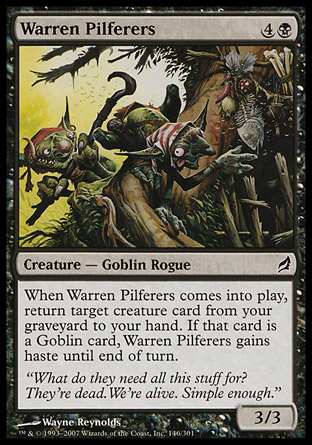 Warren Pilferers 4
Creature — Goblin Rogue
When Warren Pilferers comes into play,
return target creature card from your
graveyard to your hand. If that card is
a Goblin card, Warren Pilferers gains
haste until end of turn.
“What do they need all this stuff for?
They’re dead. We’re alive. Simple enough.”
Wayne Reynolds
™ & © 1993–2007 Wizards of the Coast, Inc. 146/301
3/3